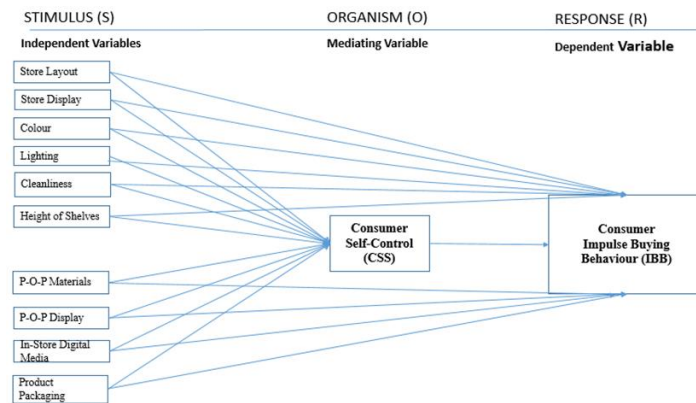 STIMULUS (S)
ORGANISM (O)
RESPONSE (R)
Independent Variables
Mediating Variable
Dependent Variable
Store Layout
Store Display
Colour
Lighting
Cleanliness
Height of Shelves
Consumer
Self-Control
(CSS)
Consumer
Impulse Buying
Behaviour (IBB)
P-O-P Materials
P-O-P Display
In-Store Digital
Media
Product
Packaging